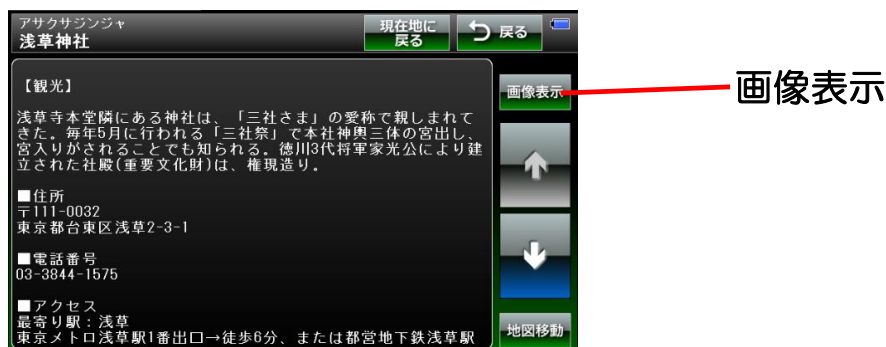 アサクサジンジャ
浅草神社
現在地に
戻る
戻る
【観光】
画像表示
画像表示
浅草寺本堂隣にある神社は、「三社さま」の愛称で親しまれて
きた。毎年5月に行われる「三社祭」で本社神輿三体の宮出し、
宮入りがされることでも知られる。徳川3代将軍家光公により建
立された社殿(重要文化財)は、権現造り。
■住所
〒111-0032
東京都台東区浅草2-3-1
■電話番号
03-3844-1575
■アクセス
最寄り駅：浅草
東京メトロ浅草駅1番出口→徒歩6分、または都営地下鉄浅草駅
地図移動